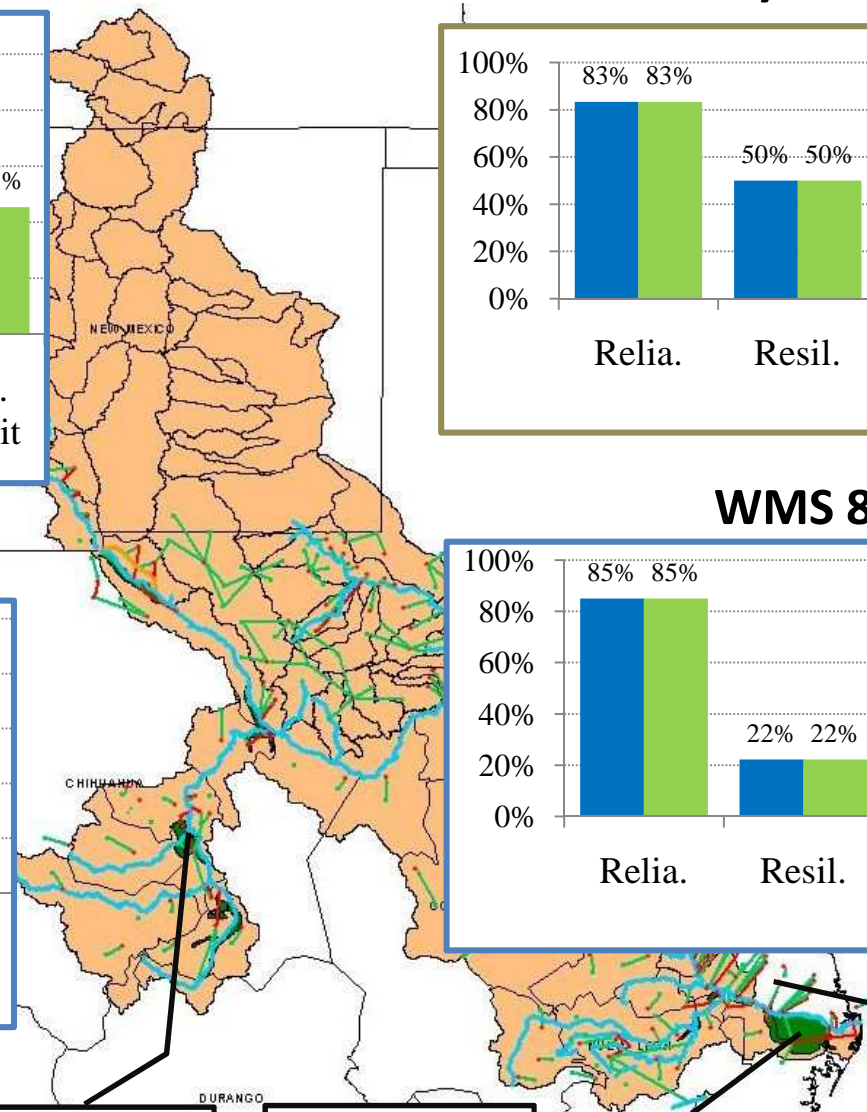 %
.
it
100%
80%
60%
40%
20%
0%
83% 83%
50% 50%
Relia. Resil.
WMS 8
100%
80%
60%
40%
20%
0%
85% 85%
22% 22%
Relia. Resil.
NEW MEXICO
CHIHUAHUA
DURANGO